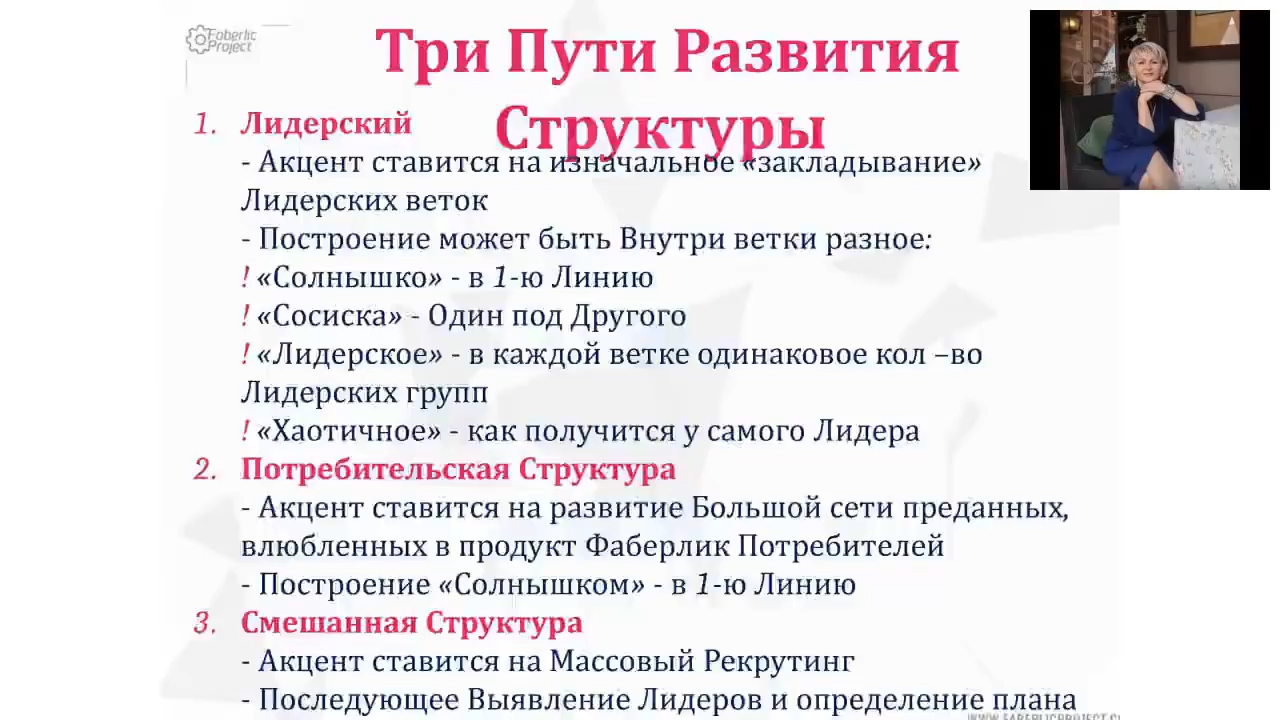 Faberlic
Project
Три Пути Развития
Структуры
1. Лидерский
- Акцент ставится на изначальное «закладывание»
Лидерских веток
- Построение может быть Внутри ветки разное:
! «Солнышко» - в 1-ю Линию
! «Сосиска» - Один под Другого
! «Лидерское» - в каждой ветке одинаковое кол –во
Лидерских групп
! «Хаотичное» - как получится у самого Лидера
2. Потребительская Структура
- Акцент ставится на развитие Большой сети преданных,
влюбленных в продукт Фаберлик Потребителей
- Построение «Солнышком» - в 1-ю Линию
3. Смешанная Структура
- Акцент ставится на Массовый Рекрутинг
- Последующее Выявление Лидеров и определение плана